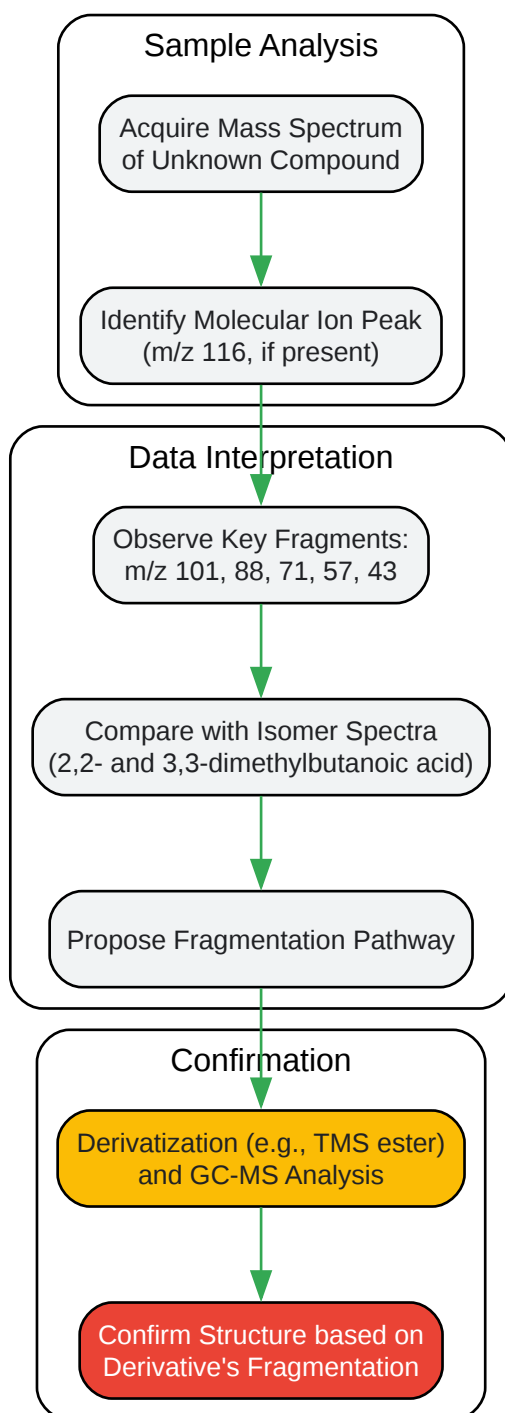 Sample Analysis
Acquire Mass Spectrum
of Unknown Compound
Identify Molecular Ion Peak
(m/z 116, if present)
Data Interpretation
Observe Key Fragments:
m/z 101, 88, 71, 57, 43
Compare with Isomer Spectra
(2,2- and 3,3-dimethylbutanoic acid)
Propose Fragmentation Pathway
Confirmation
Derivatization (e.g., TMS ester)
and GC-MS Analysis
Confirm Structure based on
Derivative's Fragmentation